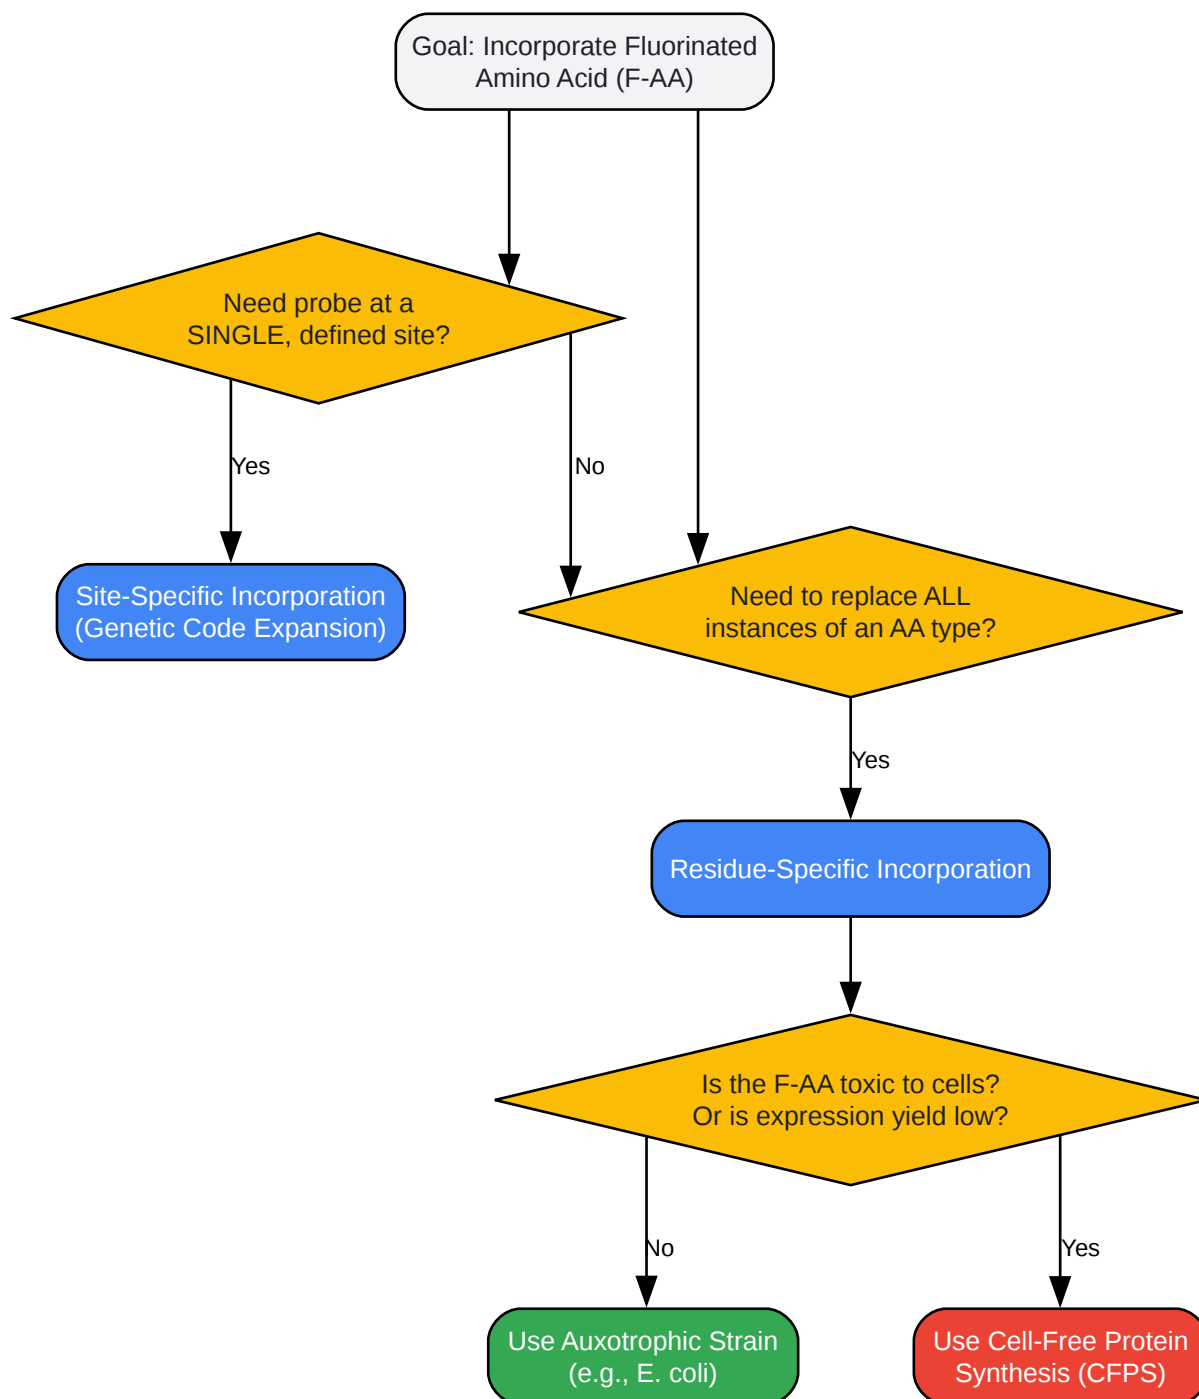 Goal: Incorporate Fluorinated
Amino Acid (F-AA)
Need probe at a
SINGLE, defined site?
Yes
No
Site-Specific Incorporation
(Genetic Code Expansion)
Need to replace ALL
instances of an AA type?
Yes
Residue-Specific Incorporation
Is the F-AA toxic to cells?
Or is expression yield low?
No
Yes
Use Auxotrophic Strain
(e.g., E. coli)
Use Cell-Free Protein
Synthesis (CFPS)